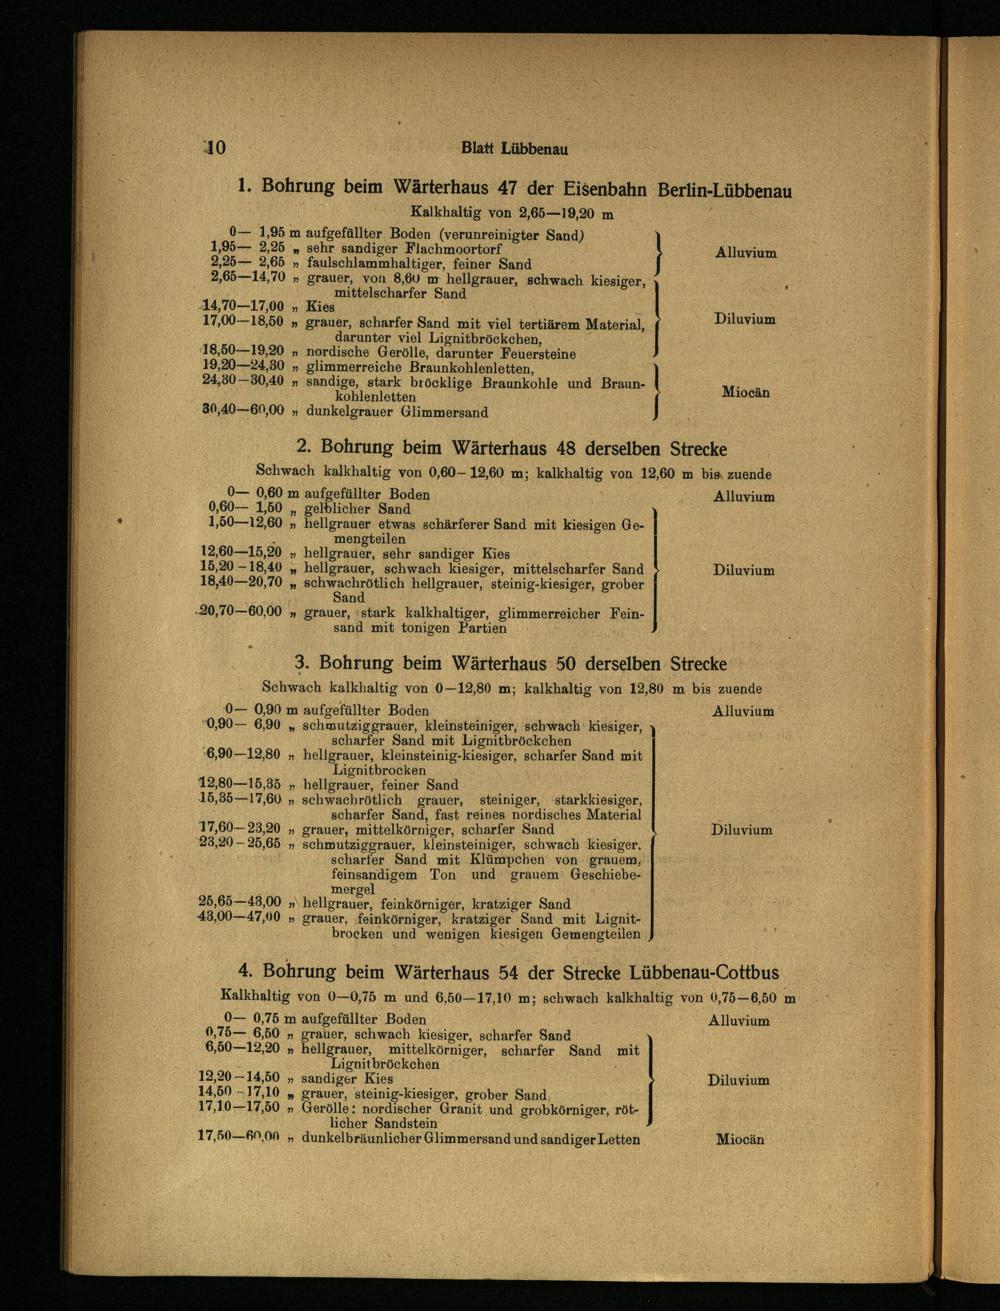 10
Blatt Lübbenau
1. Bohrung beim Wärterhaus 47 der Eisenbahn Berlin-Lübbenau
Kalkhaltig von 2,65—19,20 m
0— 1,95 m aufgefüllter Boden (verunreinigter Sand)
1,95— 2,25 „ sehr sandiger Flachmoortorf
Alluvium
2,25— 2,65 „ faulschlammhaltiger, feiner Sand
2,65—14,70 „ grauer, von 8,60 m hellgrauer, schwach kiesiger,
mittelscharfer Sand
14,70—17,00 „ Kies
17,00—18,50 „ grauer, scharfer Sand mit viel tertiärem Material,
Diluvium
darunter viel Lignitbröckchen,
18,50—19,20 „ nordische Gerölle, darunter Feuersteine
19,20—24,30 „ glimmerreiche Braunkohlenletten,
24,30—30,40 „ sandige, stark bröcklige Braunkohle und Braun-
kohlenletten
Miocän
30,40—60,00 „ dunkelgrauer Glimmersand
2. Bohrung beim Wärterhaus 48 derselben Strecke
Schwach kalkhaltig von 0,60—12,60 m; kalkhaltig von 12,60 m bis zuende
0— 0,60 m aufgefüllter Boden
Alluvium
0,60— 1,50 „ gelblicher Sand
1,50—12,60 „ hellgrauer etwas schärferer Sand mit kiesigen Ge-
mengteilen
12,60—15,20 „ hellgrauer, sehr sandiger Kies
15,20—18,40 „ hellgrauer, schwach kiesiger, mittelscharfer Sand
Diluvium
18,40—20,70 „ schwachrötlich hellgrauer, steinig-kiesiger, grober
Sand
20,70—60,00 „ grauer, stark kalkhaltiger, glimmerreicher Fein-
sand mit tonigen Partien
3. Bohrung beim Wärterhaus 50 derselben Strecke
Schwach kalkhaltig von 0—12,80 m; kalkhaltig von 12,80 m bis zuende
0— 0,90 m aufgefüllter Boden
Alluvium
0,90— 6,90 „ schmutziggrauer, kleinsteiniger, schwach kiesiger,
scharfer Sand mit Lignitbröckchen
6,90—12,80 „ hellgrauer, kleinsteinig-kiesiger, scharfer Sand mit
Lignitbrocken
12,80—15,35 „ hellgrauer, feiner Sand
15,35—17,60 „ schwachrötlich grauer, steiniger, starkkiesiger,
scharfer Sand, fast reines nordisches Material
17,60—23,20 „ grauer, mittelkörniger, scharfer Sand
Diluvium
23,20—25,65 „ schmutziggrauer, kleinsteiniger, schwach kiesiger,
scharfer Sand mit Klümpchen von grauem,
feinsandigem Ton und grauem Geschiebe-
mergel
25,65—43,00 „ hellgrauer, feinkörniger, kratziger Sand
43,00—47,00 „ grauer, feinkörniger, kratziger Sand mit Lignit-
brocken und wenigen kiesigen Gemengteilen
4. Bohrung beim Wärterhaus 54 der Strecke Lübbenau-Cottbus
Kalkhaltig von 0—0,75 m und 6,50—17,10 m; schwach kalkhaltig von 0,75—6,50 m
0— 0,75 m aufgefüllter Boden
Alluvium
0,75— 6,50 „ grauer, schwach kiesiger, scharfer Sand
6,50—12,20 „ hellgrauer, mittelkörniger, scharfer Sand mit
Lignitbröckchen
12,20—14,50 „ sandiger Kies
Diluvium
14,50—17,10 „ grauer, steinig-kiesiger, grober Sand
17,10—17,50 „ Gerölle: nordischer Granit und grobkörniger, röt-
licher Sandstein
17,50—60,00 „ dunkelbräunlicher Glimmersand und sandiger Letten
Miocän